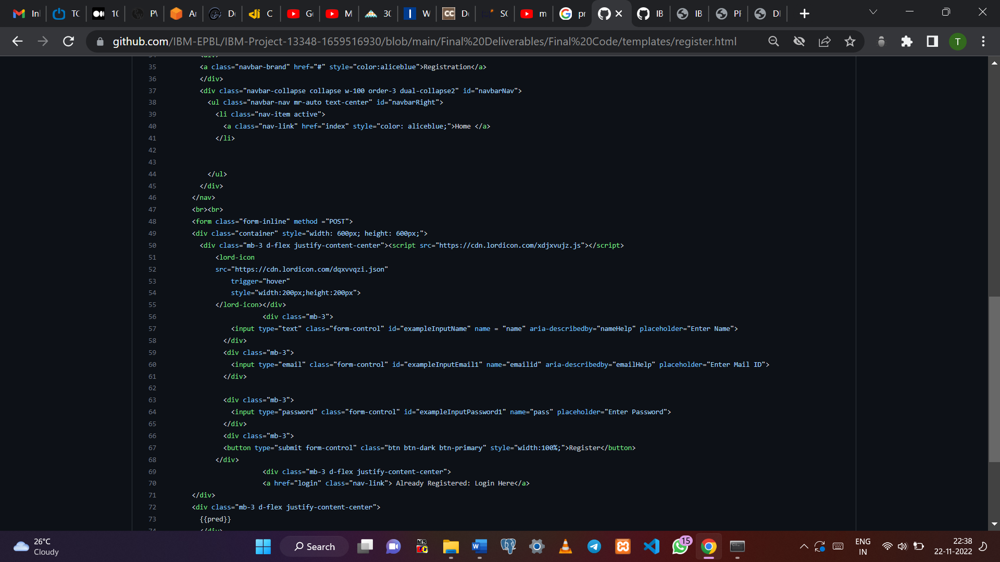 In
TC
10
PV
Ar
De
C
G
M
30
W
CC
De
SC
m
pr
IB
IB
PF
DI
github.com/IBM-EPBL/IBM-Project-13348-1659516930/blob/main/Final%20Deliverables/Final%20Code/templates/register.html
T
35 <a class="navbar-brand" href="#" style="color:aliceblue">Registration</a>
36 </div>
37 <div class="navbar-collapse collapse w-100 order-3 dual-collapse2" id="navbarNav">
38 <ul class="navbar-nav mr-auto text-center" id="navbarRight">
39 <li class="nav-item active">
40 <a class="nav-link" href="index" style="color: aliceblue;">Home </a>
41 </li>
42
43
44 </ul>
45 </div>
46 </nav>
47 <br><br>
48 <form class="form-inline" method ="POST">
49 <div class="container" style="width: 600px; height: 600px;">
50 <div class="mb-3 d-flex justify-content-center"><script src="https://cdn.lordicon.com/xdjxvujz.js"></script>
51 <lord-icon
52 src="https://cdn.lordicon.com/dqxvvqzi.json"
53 trigger="hover"
54 style="width:200px;height:200px">
55 </lord-icon></div>
56 <div class="mb-3">
57 <input type="text" class="form-control" id="exampleInputName" name = "name" aria-describedby="nameHelp" placeholder="Enter Name">
58 </div>
59 <div class="mb-3">
60 <input type="email" class="form-control" id="exampleInputEmail1" name="emailid" aria-describedby="emailHelp" placeholder="Enter Mail ID">
61 </div>
62
63 <div class="mb-3">
64 <input type="password" class="form-control" id="exampleInputPassword1" name="pass" placeholder="Enter Password">
65 </div>
66 <div class="mb-3">
67 <button type="submit form-control" class="btn btn-dark btn-primary" style="width:100%;">Register</button>
68 </div>
69 <div class="mb-3 d-flex justify-content-center">
70 <a href="login" class="nav-link"> Already Registered: Login Here</a>
71 </div>
72 <div class="mb-3 d-flex justify-content-center">
73 {{pred}}
74 </div>
26°C
Cloudy
Search
15
ENG
IN
22:38
22-11-2022